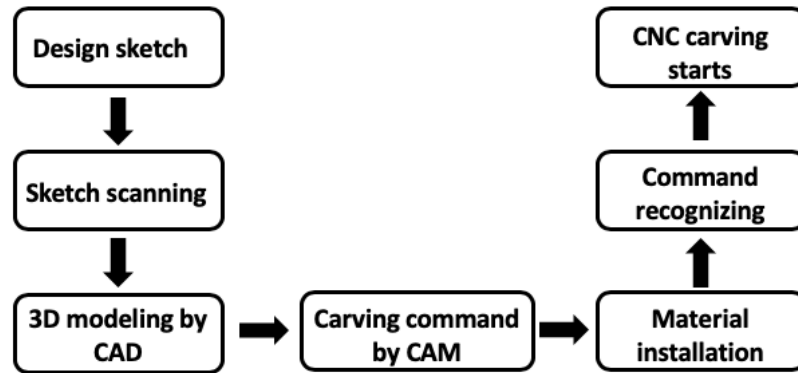 Design sketch
Sketch scanning
3D modeling by
CAD
Carving command
by CAM
Material
installation
Command
recognizing
CNC carving
starts